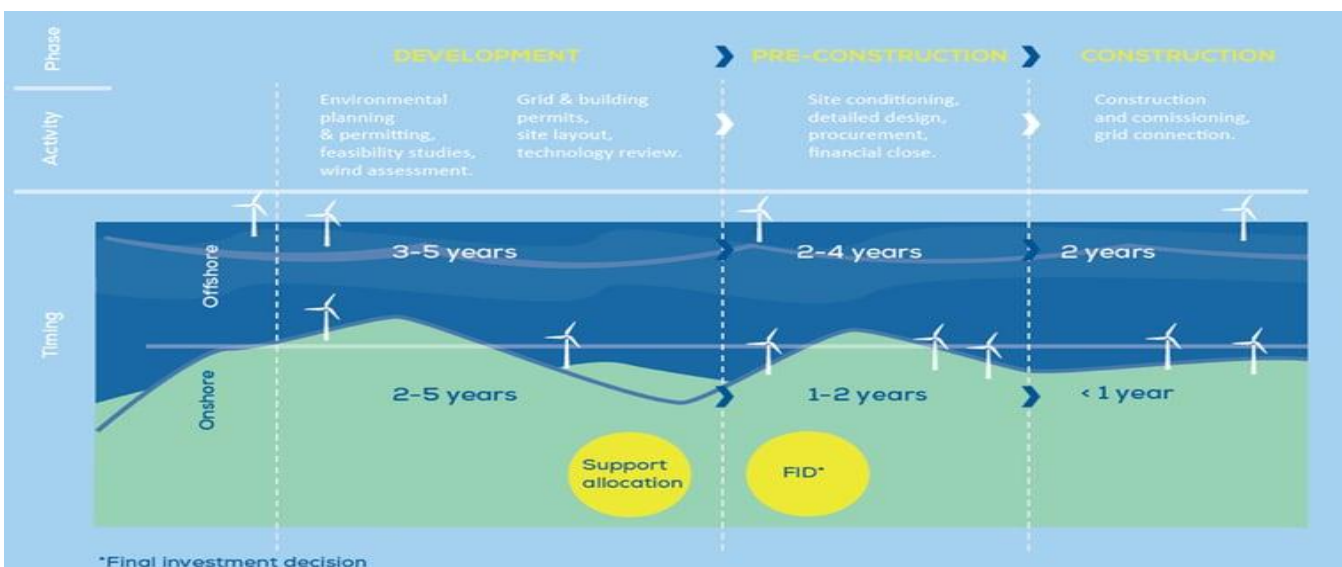 Phase
DEVELOPMENT
PRE-CONSTRUCTION
CONSTRUCTION
Activity
Environmental
planning
& permitting,
feasibility studies,
wind assessment.
Grid & building
permits,
site layout,
technology review.
Site conditioning,
detailed design,
procurement,
financial close.
Construction
and comissioning,
grid connection.
Timing
Offshore
3-5 years
2-4 years
2 years
Onshore
2-5 years
1-2 years
< 1 year
Support
allocation
FID*
*Final investment decision